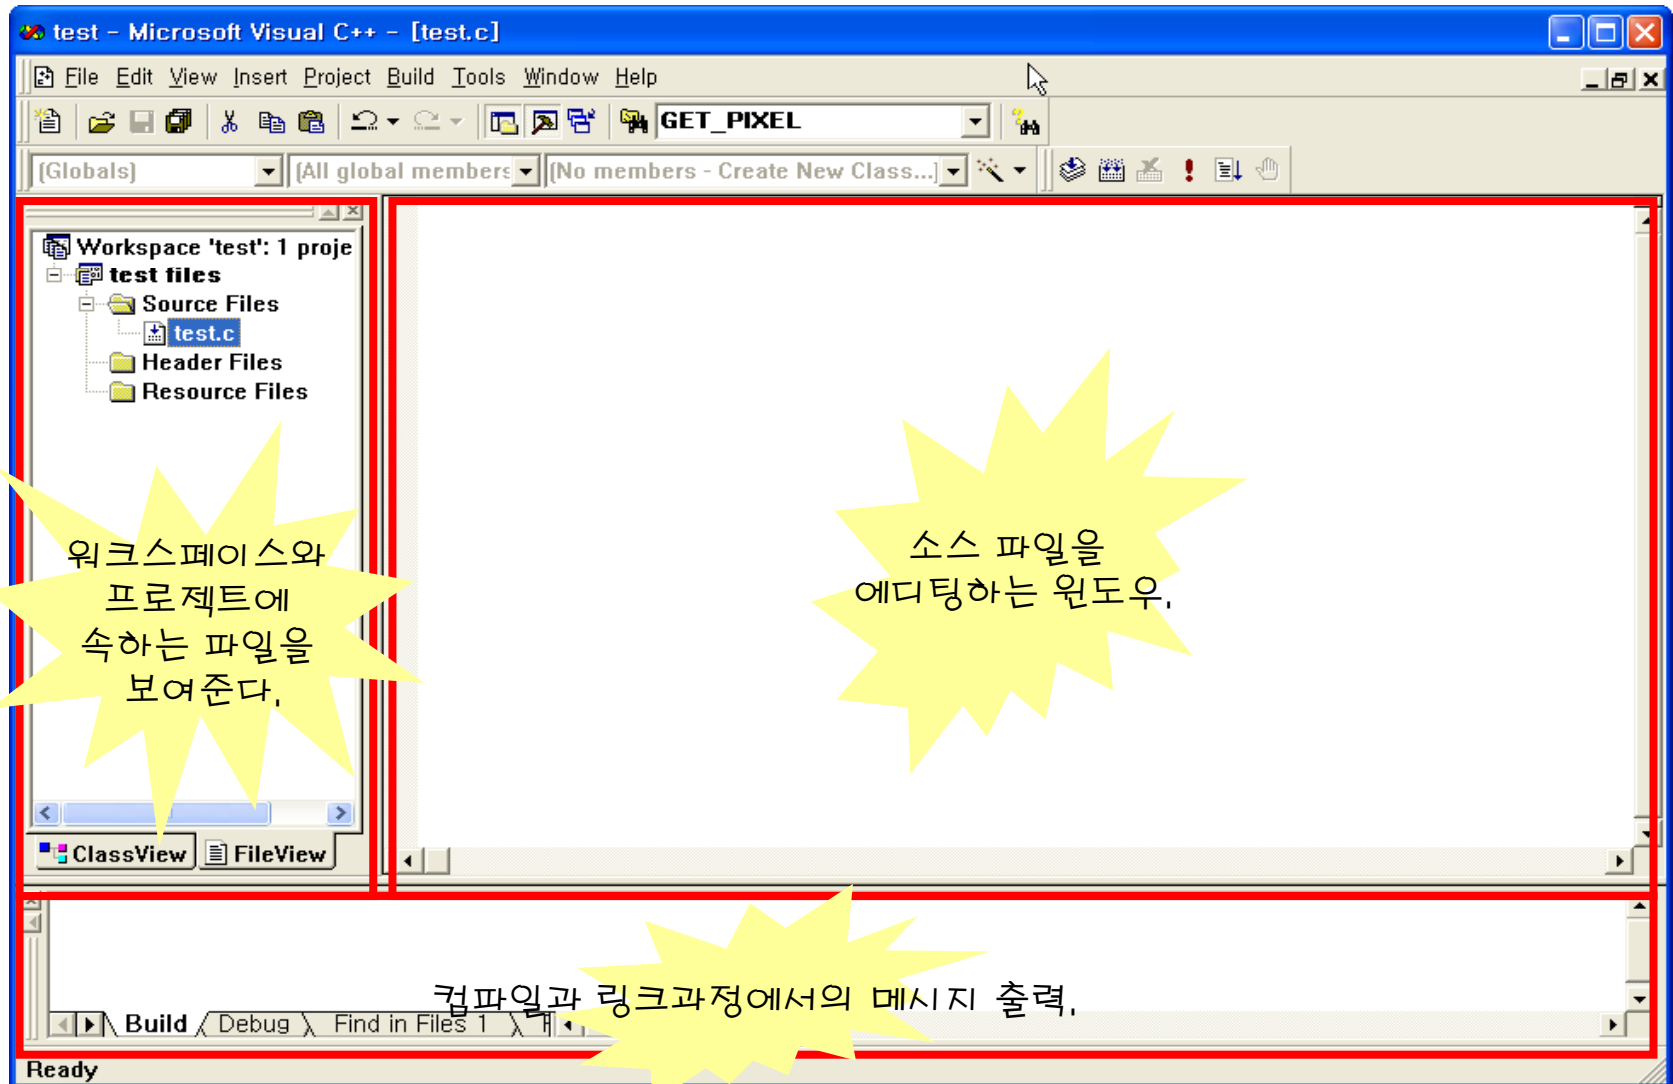 test - Microsoft Visual C++ - [test.c]
File Edit View Insert Project Build Tools Window Help
GET_PIXEL
(Globals) (All global members (No members - Create New Class...)
Workspace 'test': 1 proje
test files
Source Files
test.c
Header Files
Resource Files
워크스페이스와
프로젝트에
속하는 파일을
보여준다.
소스 파일을
에디팅하는 윈도우.
ClassView FileView
컴파일과 링크과정에서의 메시지 출력.
Build Debug Find in Files 1
Ready